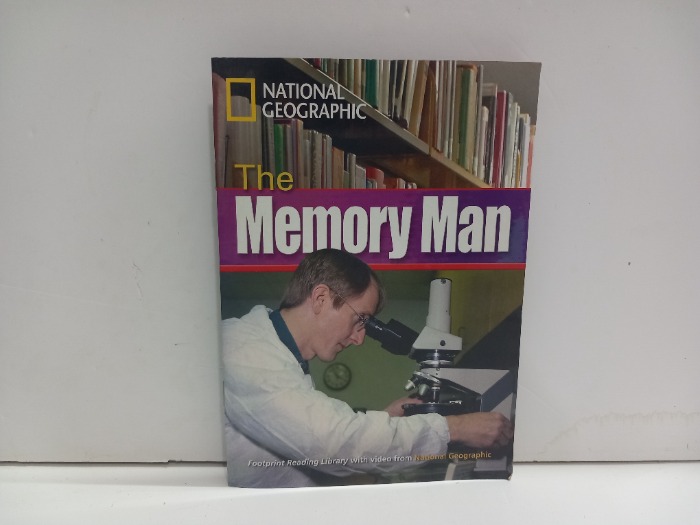 NATIONAL
GEOGRAPHIC
The
Memory Man
Footprint Reading Library with video from National Geographic